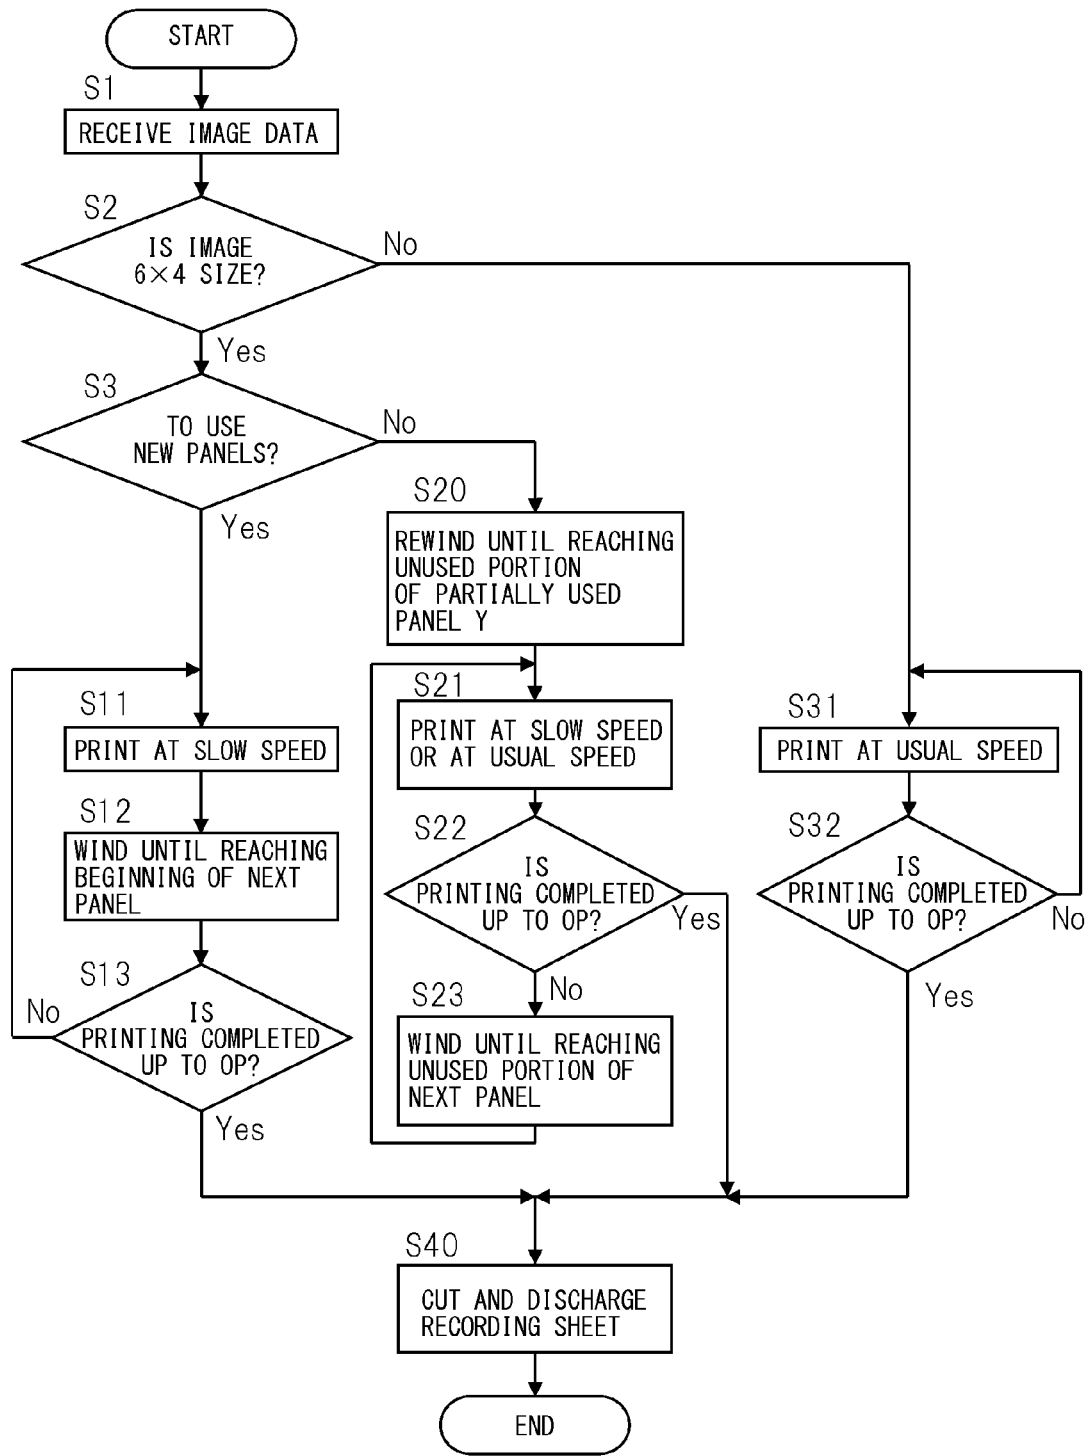 START
S1
RECEIVE IMAGE DATA
S2
IS IMAGE
6×4 SIZE?
No
Yes
S3
TO USE
NEW PANELS?
No
Yes
S20
REWIND UNTIL REACHING
UNUSED PORTION
OF PARTIALLY USED
PANEL Y
S11
PRINT AT SLOW SPEED
S12
WIND UNTIL REACHING
BEGINNING OF NEXT
PANEL
S13
IS
PRINTING COMPLETED
UP TO OP?
No
Yes
S21
PRINT AT SLOW SPEED
OR AT USUAL SPEED
S22
IS
PRINTING COMPLETED
UP TO OP?
Yes
No
S23
WIND UNTIL REACHING
UNUSED PORTION OF
NEXT PANEL
S31
PRINT AT USUAL SPEED
S32
IS
PRINTING COMPLETED
UP TO OP?
No
Yes
S40
CUT AND DISCHARGE
RECORDING SHEET
END